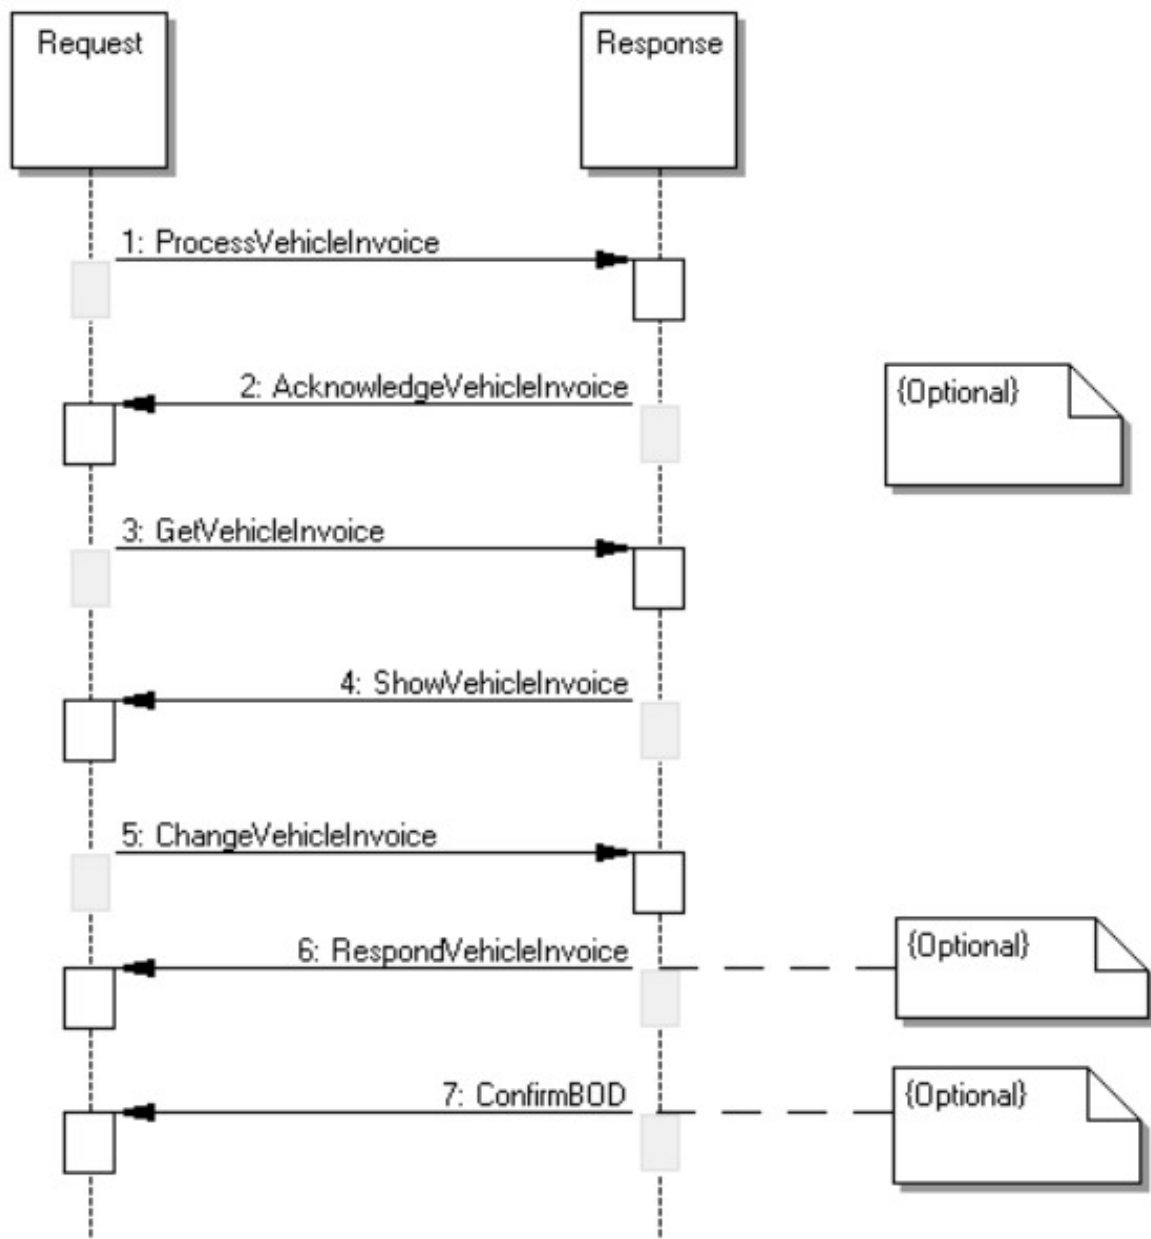 Request
Response
1: ProcessVehicleInvoice
2: AcknowledgeVehicleInvoice
{Optional}
3: GetVehicleInvoice
4: ShowVehicleInvoice
5: ChangeVehicleInvoice
6: RespondVehicleInvoice
{Optional}
7: ConfirmBOD
{Optional}